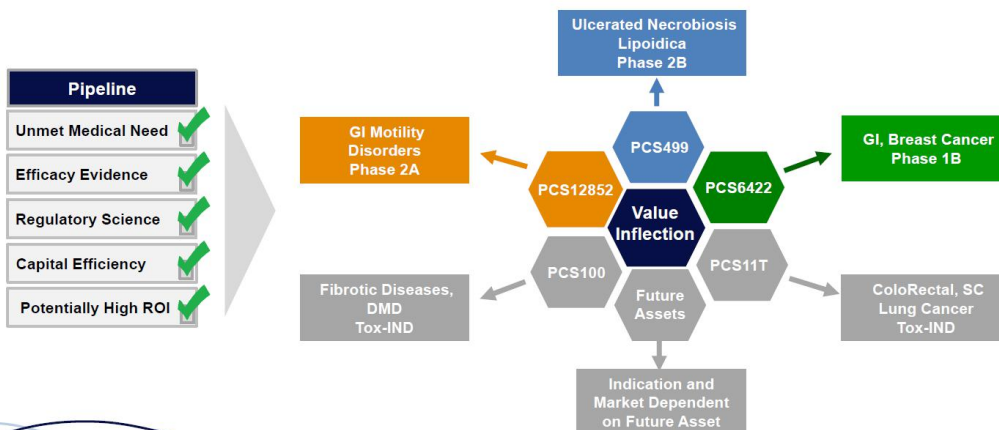 Pipeline
Unmet Medical Need
Efficacy Evidence
Regulatory Science
Capital Efficiency
Potentially High ROI
Ulcerated Necrobiosis
Lipoidica
Phase 2B
GI Motility
Disorders
Phase 2A
GI, Breast Cancer
Phase 1B
PCS499
PCS12852
PCS6422
Value
Inflection
PCS100
PCS11T
Future
Assets
Fibrotic Diseases,
DMD
Tox-IND
ColoRectal, SC
Lung Cancer
Tox-IND
Indication and
Market Dependent
on Future Asset